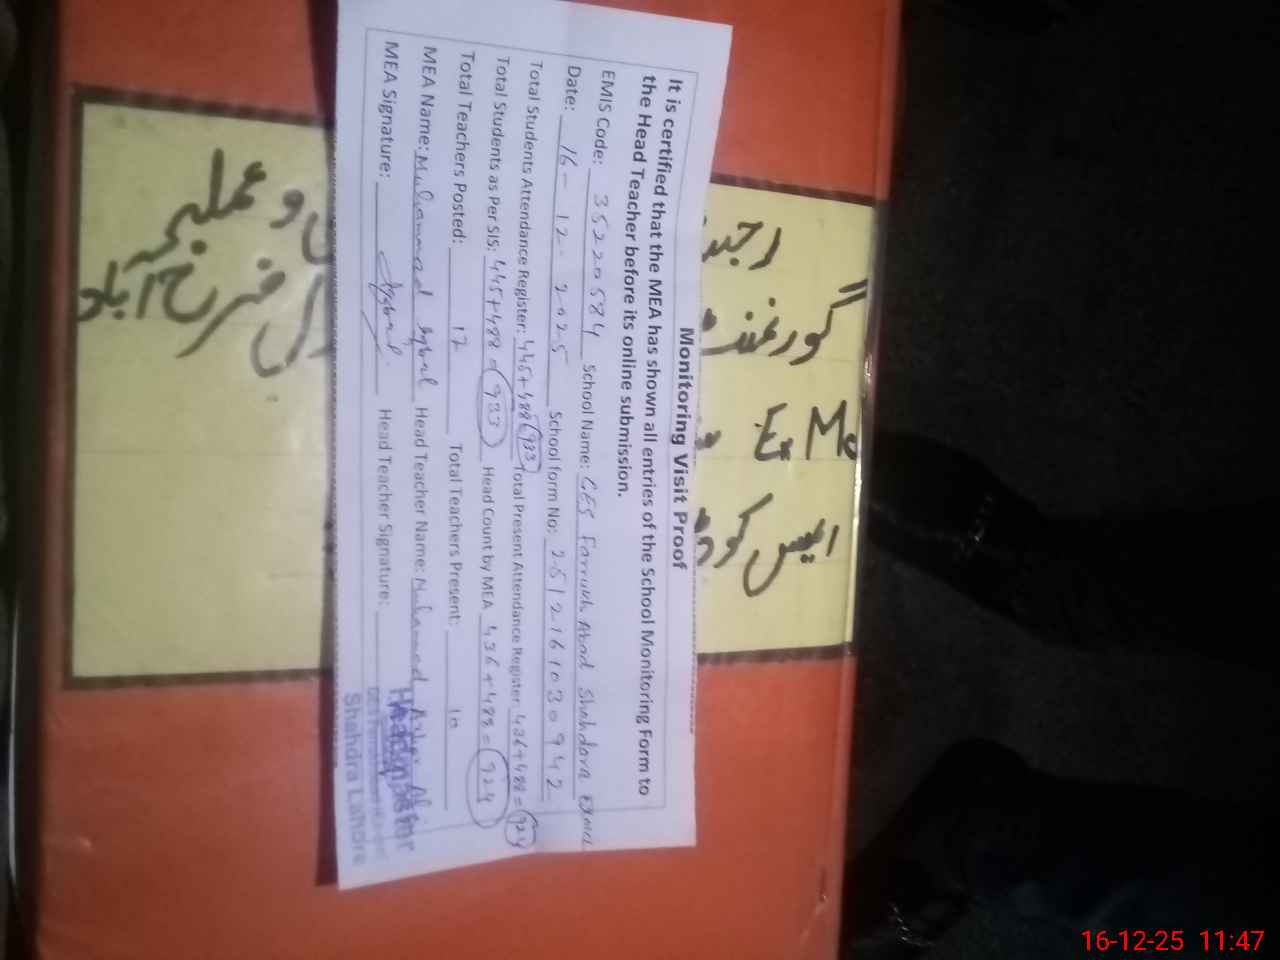 Monitoring Visit Proof
It is certified that the MEA has shown all entries of the School Monitoring Form to
the Head Teacher before its online submission.
EMIS Code: 35220584 School Name: GES Farrukh Abad Shahdara
Date: 16-12-2025 School form No: 2512161030942
Total Students Attendance Register: 445+488 (933) Total Present Attendance Register 436+488= (924)
Total Students as Per SIS: 445+488= (933) Head Count by MEA 436+488= (924)
Total Teachers Posted: 12 Total Teachers Present: 10
MEA Name: Muhammad Iqbal Head Teacher Name: Muhammad
MEA Signature: Iqbal Head Teacher Signature:
Shahdra Lahore
گورنمنٹ
و عملہ
فرخ آباد
Ex
ایس
16-12-25 11:47